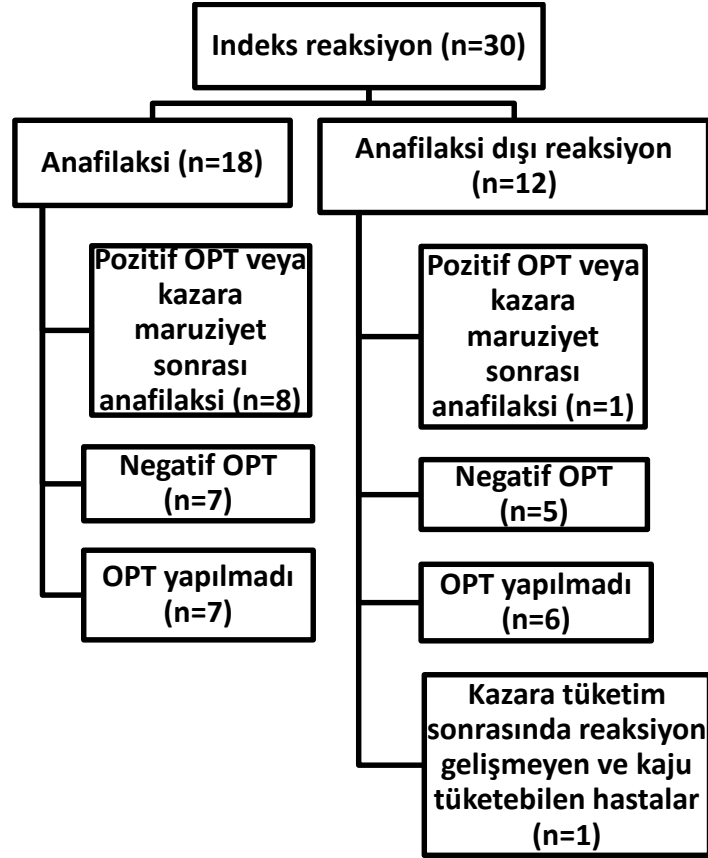 Indeks reaksiyon (n=30)
Anafilaksi (n=18)
Anafilaksi dışı reaksiyon
(n=12)
Pozitif OPT veya
kazara
maruziyet
sonrası
anafilaksi (n=8)
Negatif OPT
(n=7)
OPT yapılmadı
(n=7)
Pozitif OPT veya
kazara
maruziyet
sonrası
anafilaksi (n=1)
Negatif OPT
(n=5)
OPT yapılmadı
(n=6)
Kazara tüketim
sonrasında reaksiyon
gelişmeyen ve kaju
tüketebilen hastalar
(n=1)